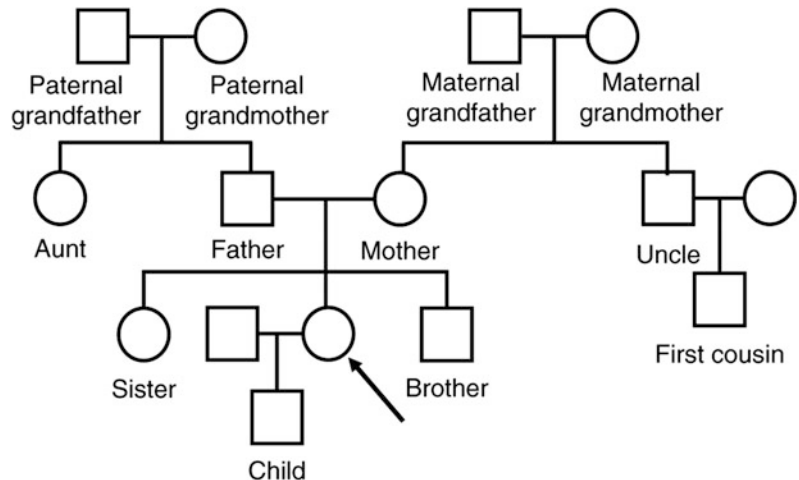 Paternal
grandfather
Paternal
grandmother
Maternal
grandfather
Maternal
grandmother
Aunt
Father
Mother
Uncle
Sister
Brother
First cousin
Child